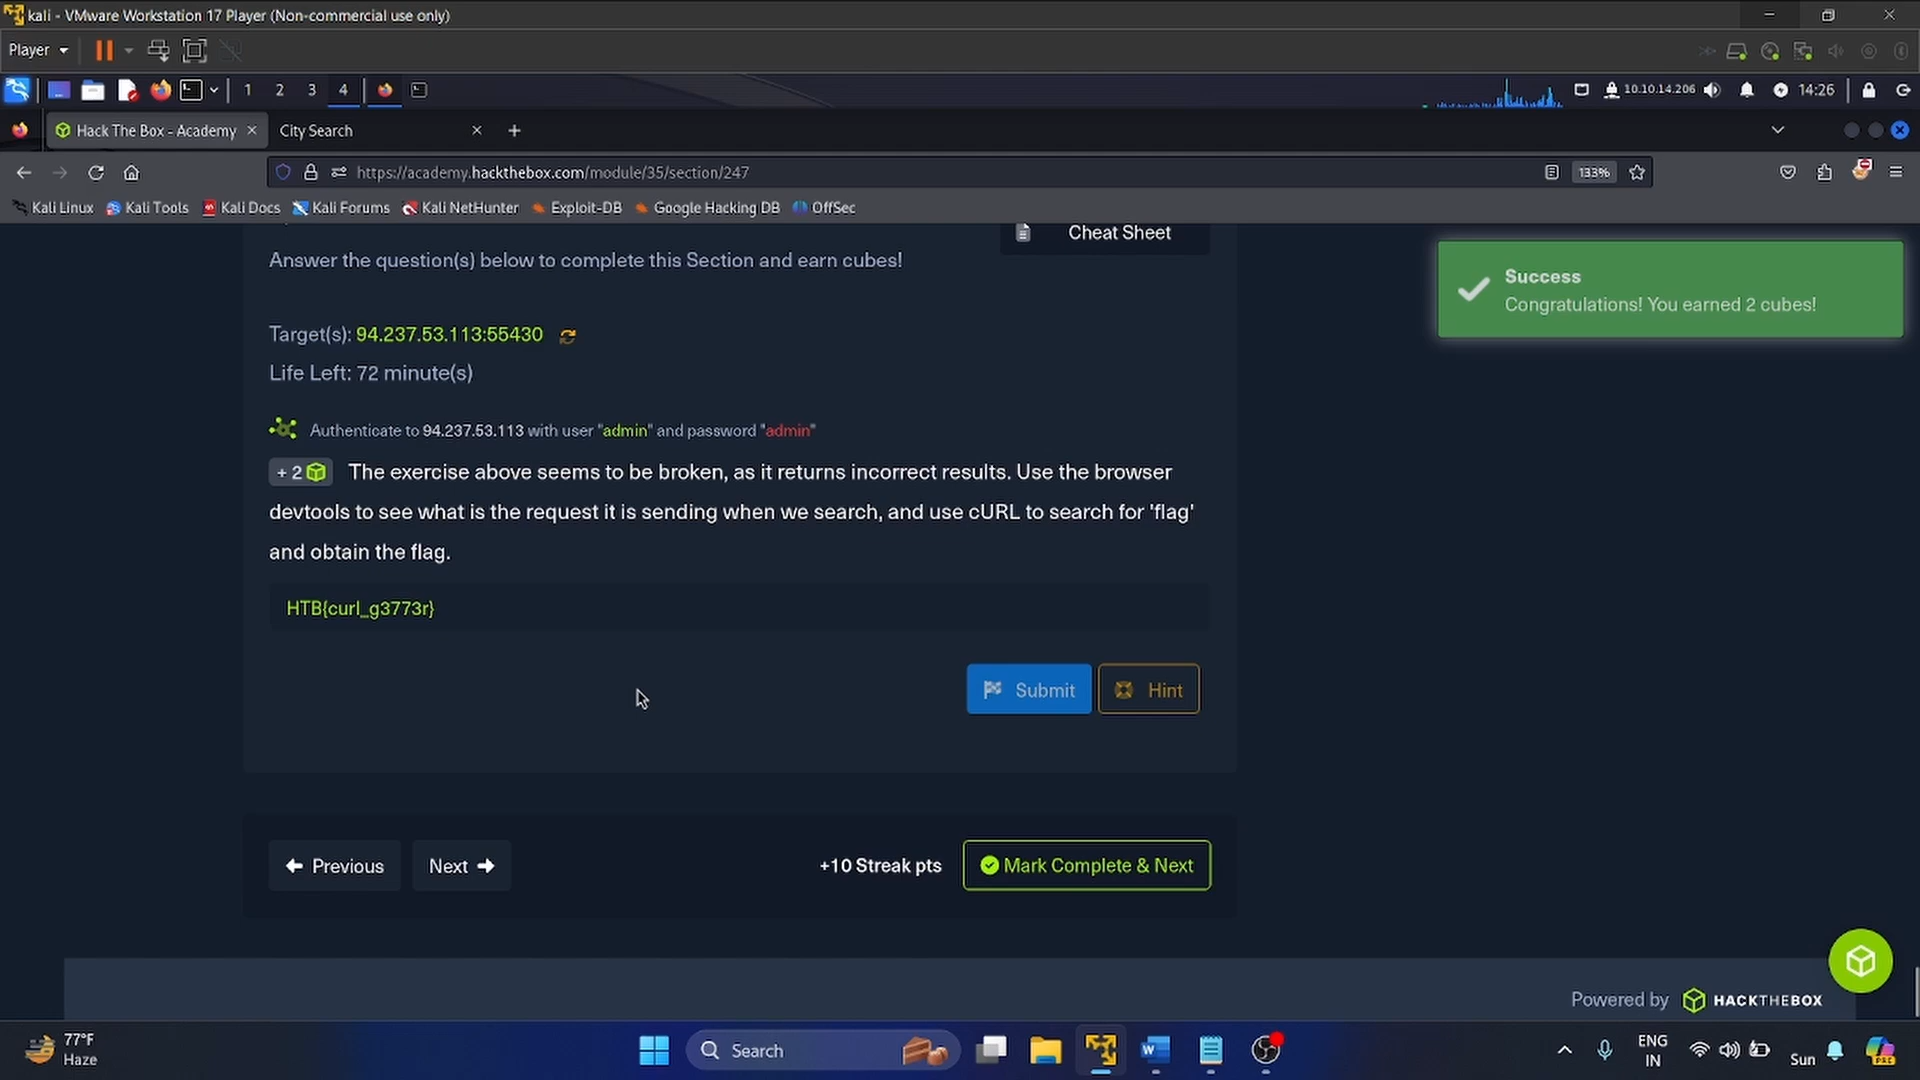 kali - VMware Workstation 17 Player (Non-commercial use only)
Player
1 2 3 4
10.10.14.206
14:26
Hack The Box - Academy
City Search
https://academy.hackthebox.com/module/35/section/247
133%
Kali Linux
Kali Tools
Kali Docs
Kali Forums
Kali NetHunter
Exploit-DB
Google Hacking DB
OffSec
Cheat Sheet
Answer the question(s) below to complete this Section and earn cubes!
Success
Congratulations! You earned 2 cubes!
Target(s): 94.237.53.113:55430
Life Left: 72 minute(s)
Authenticate to 94.237.53.113 with user "admin" and password "admin"
+ 2 The exercise above seems to be broken, as it returns incorrect results. Use the browser
devtools to see what is the request it is sending when we search, and use cURL to search for 'flag'
and obtain the flag.
HTB{curl_g3773r}
Submit
Hint
Previous
Next
+10 Streak pts
Mark Complete & Next
Powered by HACKTHEBOX
77°F
Haze
Search
ENG
IN
Sun